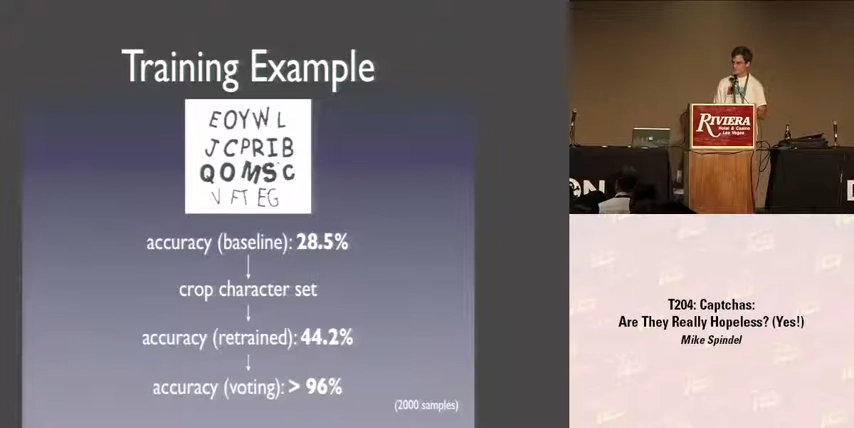 Training Example
EOYWL
JCPRIB
QOMSC
V FT EG
accuracy (baseline): 28.5%
crop character set
accuracy (retrained): 44.2%
accuracy (voting): > 96%
(2000 samples)
RIVIERA
Hotel & Casino
Las Vegas
ON
T204: Captchas:
Are They Really Hopeless? (Yes!)
Mike Spindel